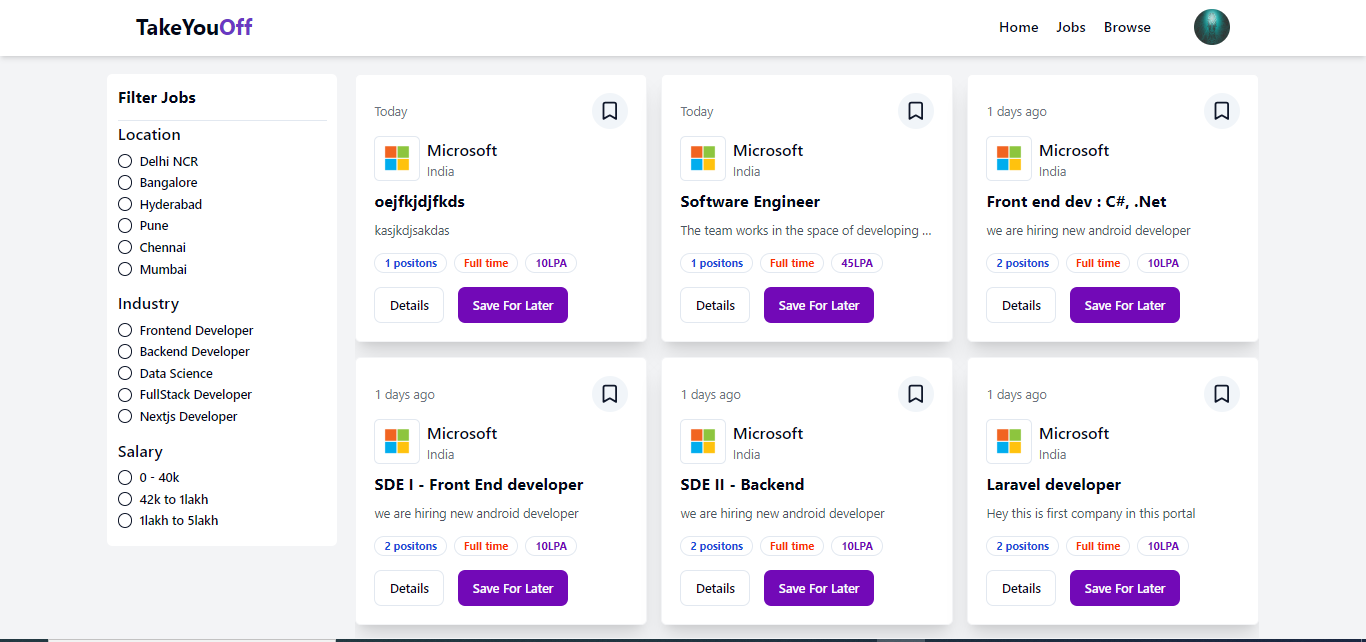 TakeYouOff
Home Jobs Browse
Filter Jobs
Location
Delhi NCR
Bangalore
Hyderabad
Pune
Chennai
Mumbai
Industry
Frontend Developer
Backend Developer
Data Science
FullStack Developer
Nextjs Developer
Salary
0 - 40k
42k to 1lakh
1lakh to 5lakh
Today
Microsoft
India
oejfkjdjfkds
kasjkdjsakdas
1 positons Full time 10LPA
Details Save For Later
Today
Microsoft
India
Software Engineer
The team works in the space of developing ...
1 positons Full time 45LPA
Details Save For Later
1 days ago
Microsoft
India
Front end dev : C#, .Net
we are hiring new android developer
2 positons Full time 10LPA
Details Save For Later
1 days ago
Microsoft
India
SDE I - Front End developer
we are hiring new android developer
2 positons Full time 10LPA
Details Save For Later
1 days ago
Microsoft
India
SDE II - Backend
we are hiring new android developer
2 positons Full time 10LPA
Details Save For Later
1 days ago
Microsoft
India
Laravel developer
Hey this is first company in this portal
2 positons Full time 10LPA
Details Save For Later